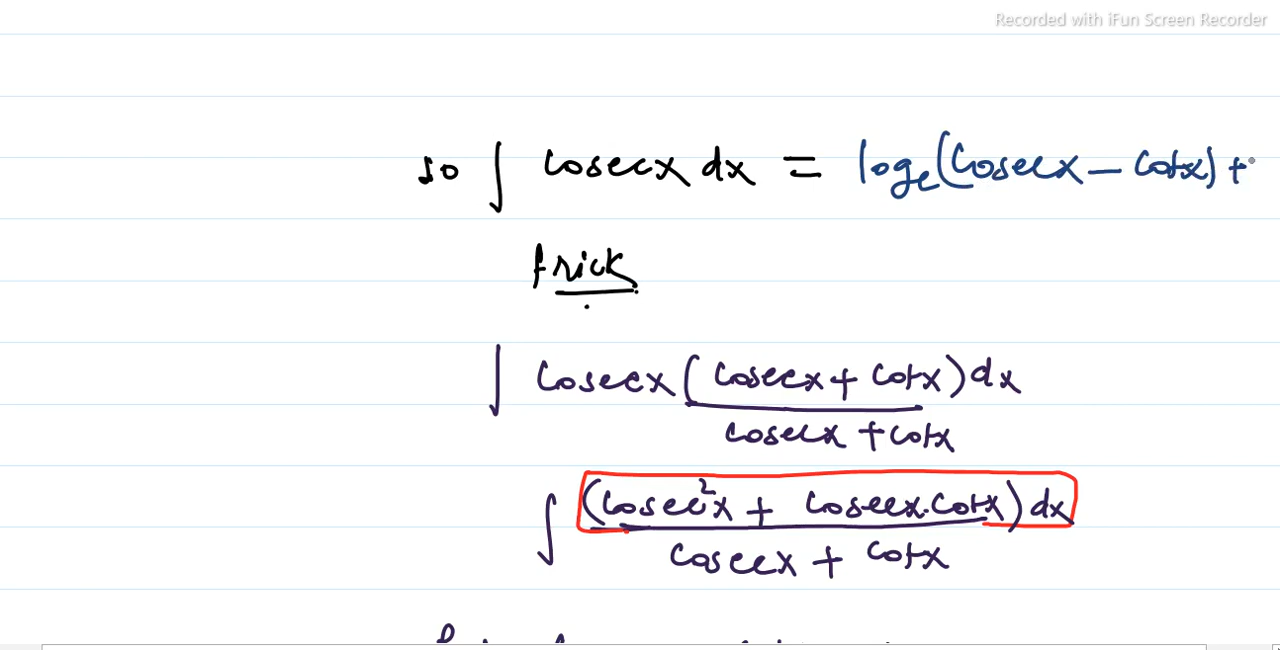 Recorded with iFun Screen Recorder
so ∫ cosecx dx = logₑ(cosecx − cotx) +
trick
∫ cosecx (cosecx + cotx) dx
cosecx + cotx
∫ (cosec²x + cosecx.cotx) dx
cosecx + cotx